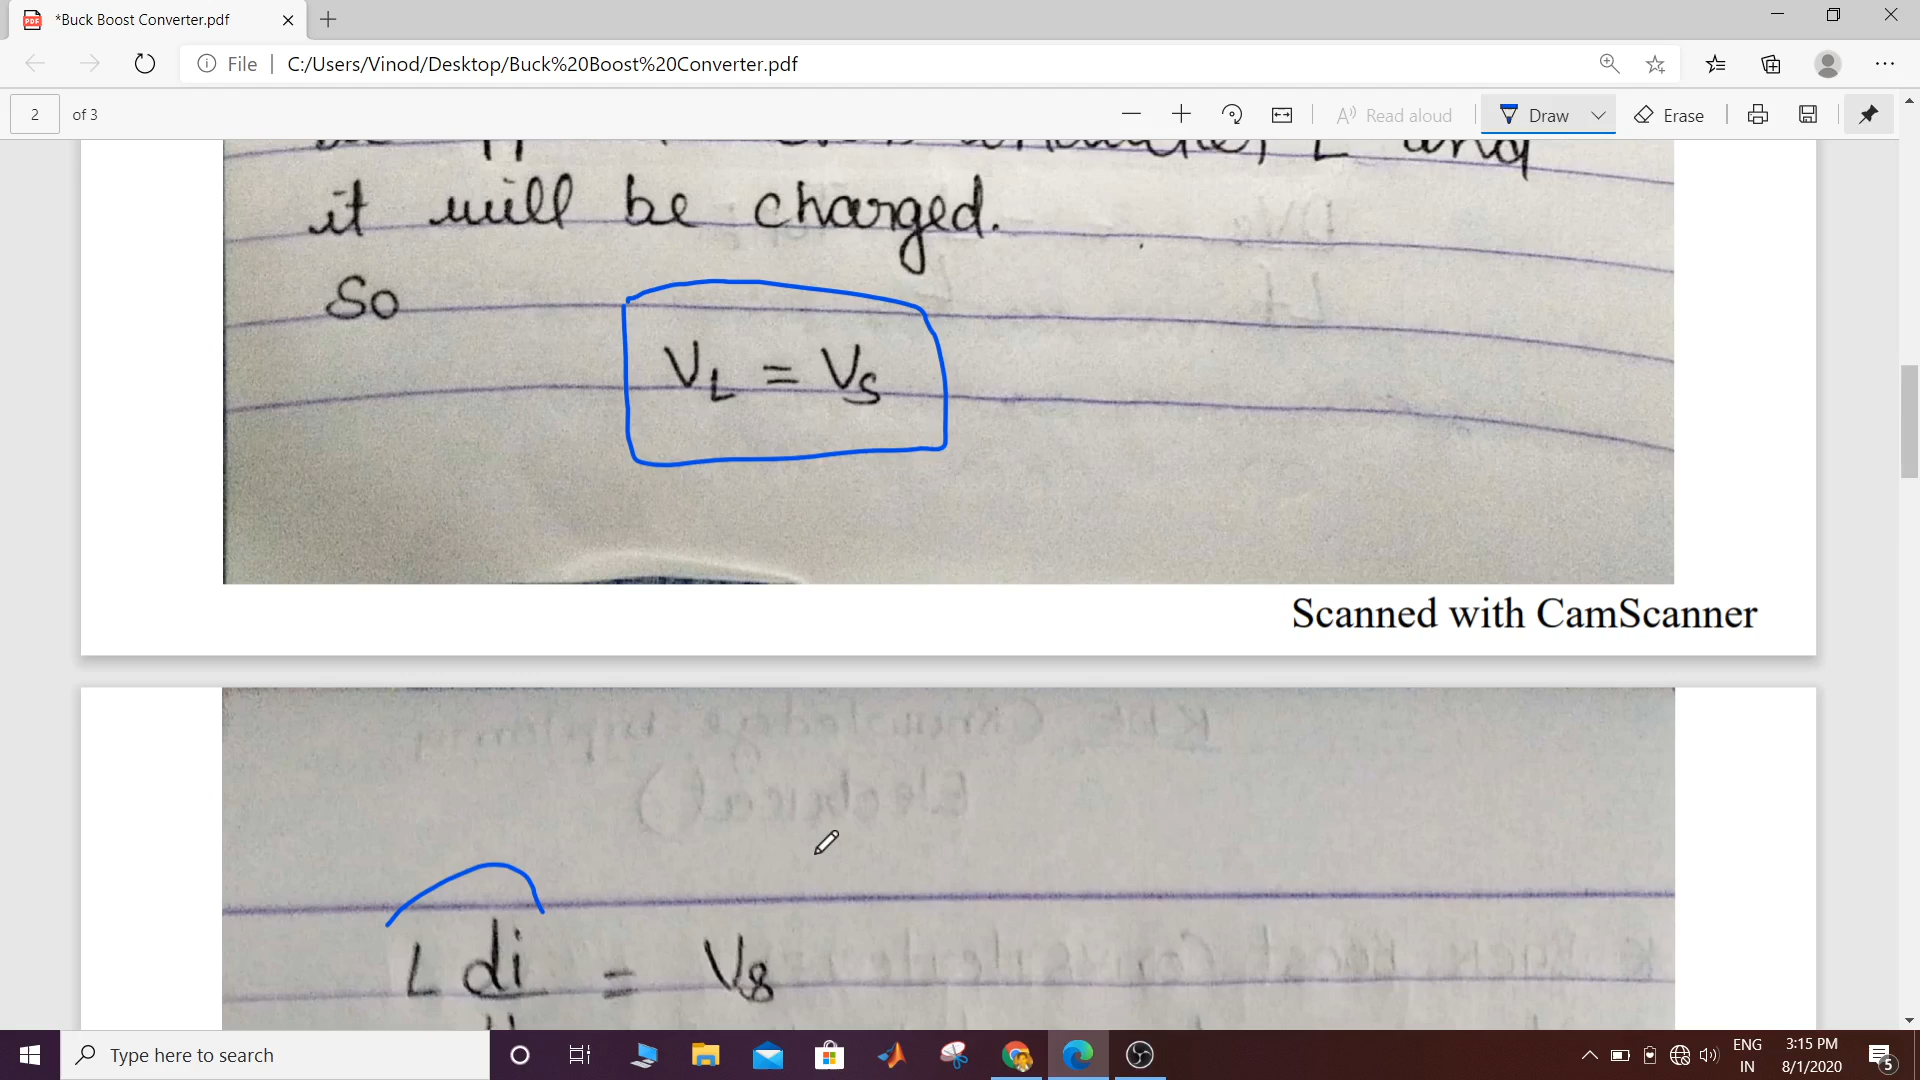 *Buck Boost Converter.pdf
File
C:/Users/Vinod/Desktop/Buck%20Boost%20Converter.pdf
2 of 3
Read aloud
Draw
Erase
L and
it will be charged.
So
VL = VS
Scanned with CamScanner
L di = Vs
Type here to search
ENG
IN
3:15 PM
8/1/2020
5